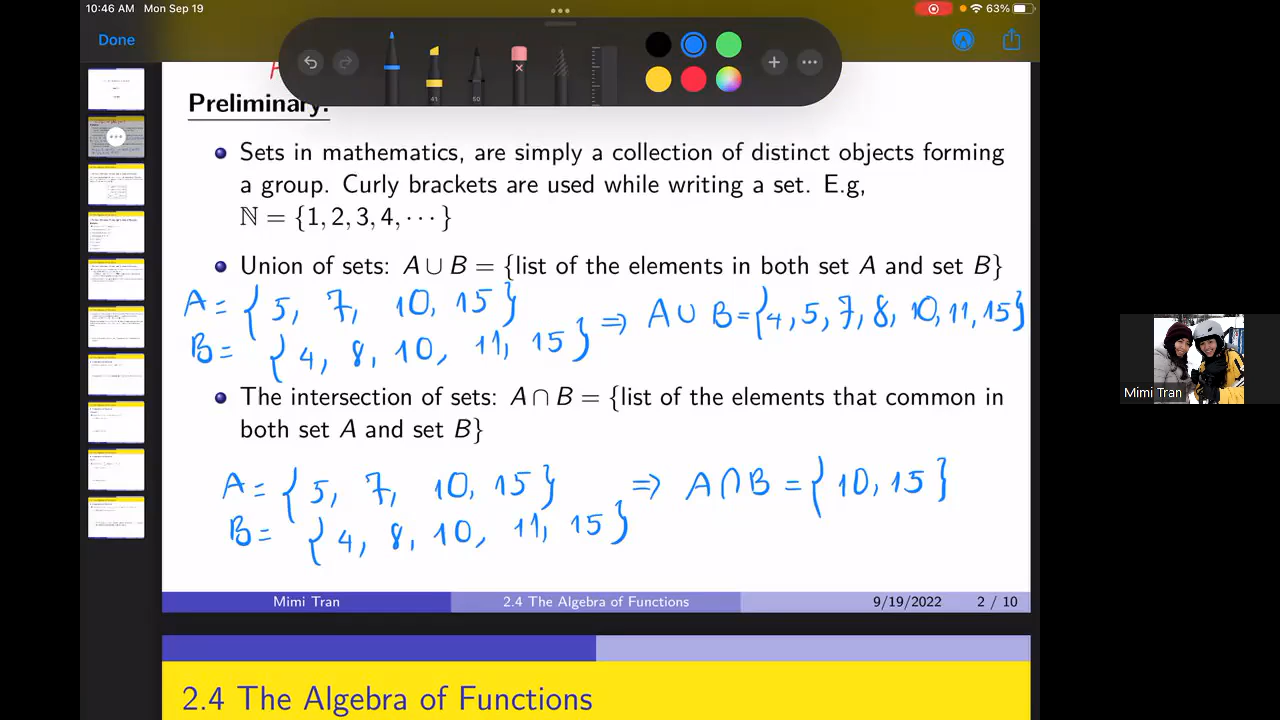 10:46 AM Mon Sep 19
63%
Done
41
50
Preliminary:
Sets in mathematics, are simply a collection of distinct objects forming
a group. Curly brackets are used while writing a set. E.g,
ℕ = {1, 2, 3, 4, ⋯ }
Union of sets: A ∪ B = {list of the elements in both set A and set B}
A = {5, 7, 10, 15}
B = {4, 8, 10, 11, 15} ⇒ A ∪ B = {4, 5, 7, 8, 10, 11, 15}
The intersection of sets: A ∩ B = {list of the elements that common in
both set A and set B}
A = {5, 7, 10, 15} ⇒ A ∩ B = {10, 15}
B = {4, 8, 10, 11, 15}
Mimi Tran 2.4 The Algebra of Functions 9/19/2022 2 / 10
2.4 The Algebra of Functions
Mimi Tran